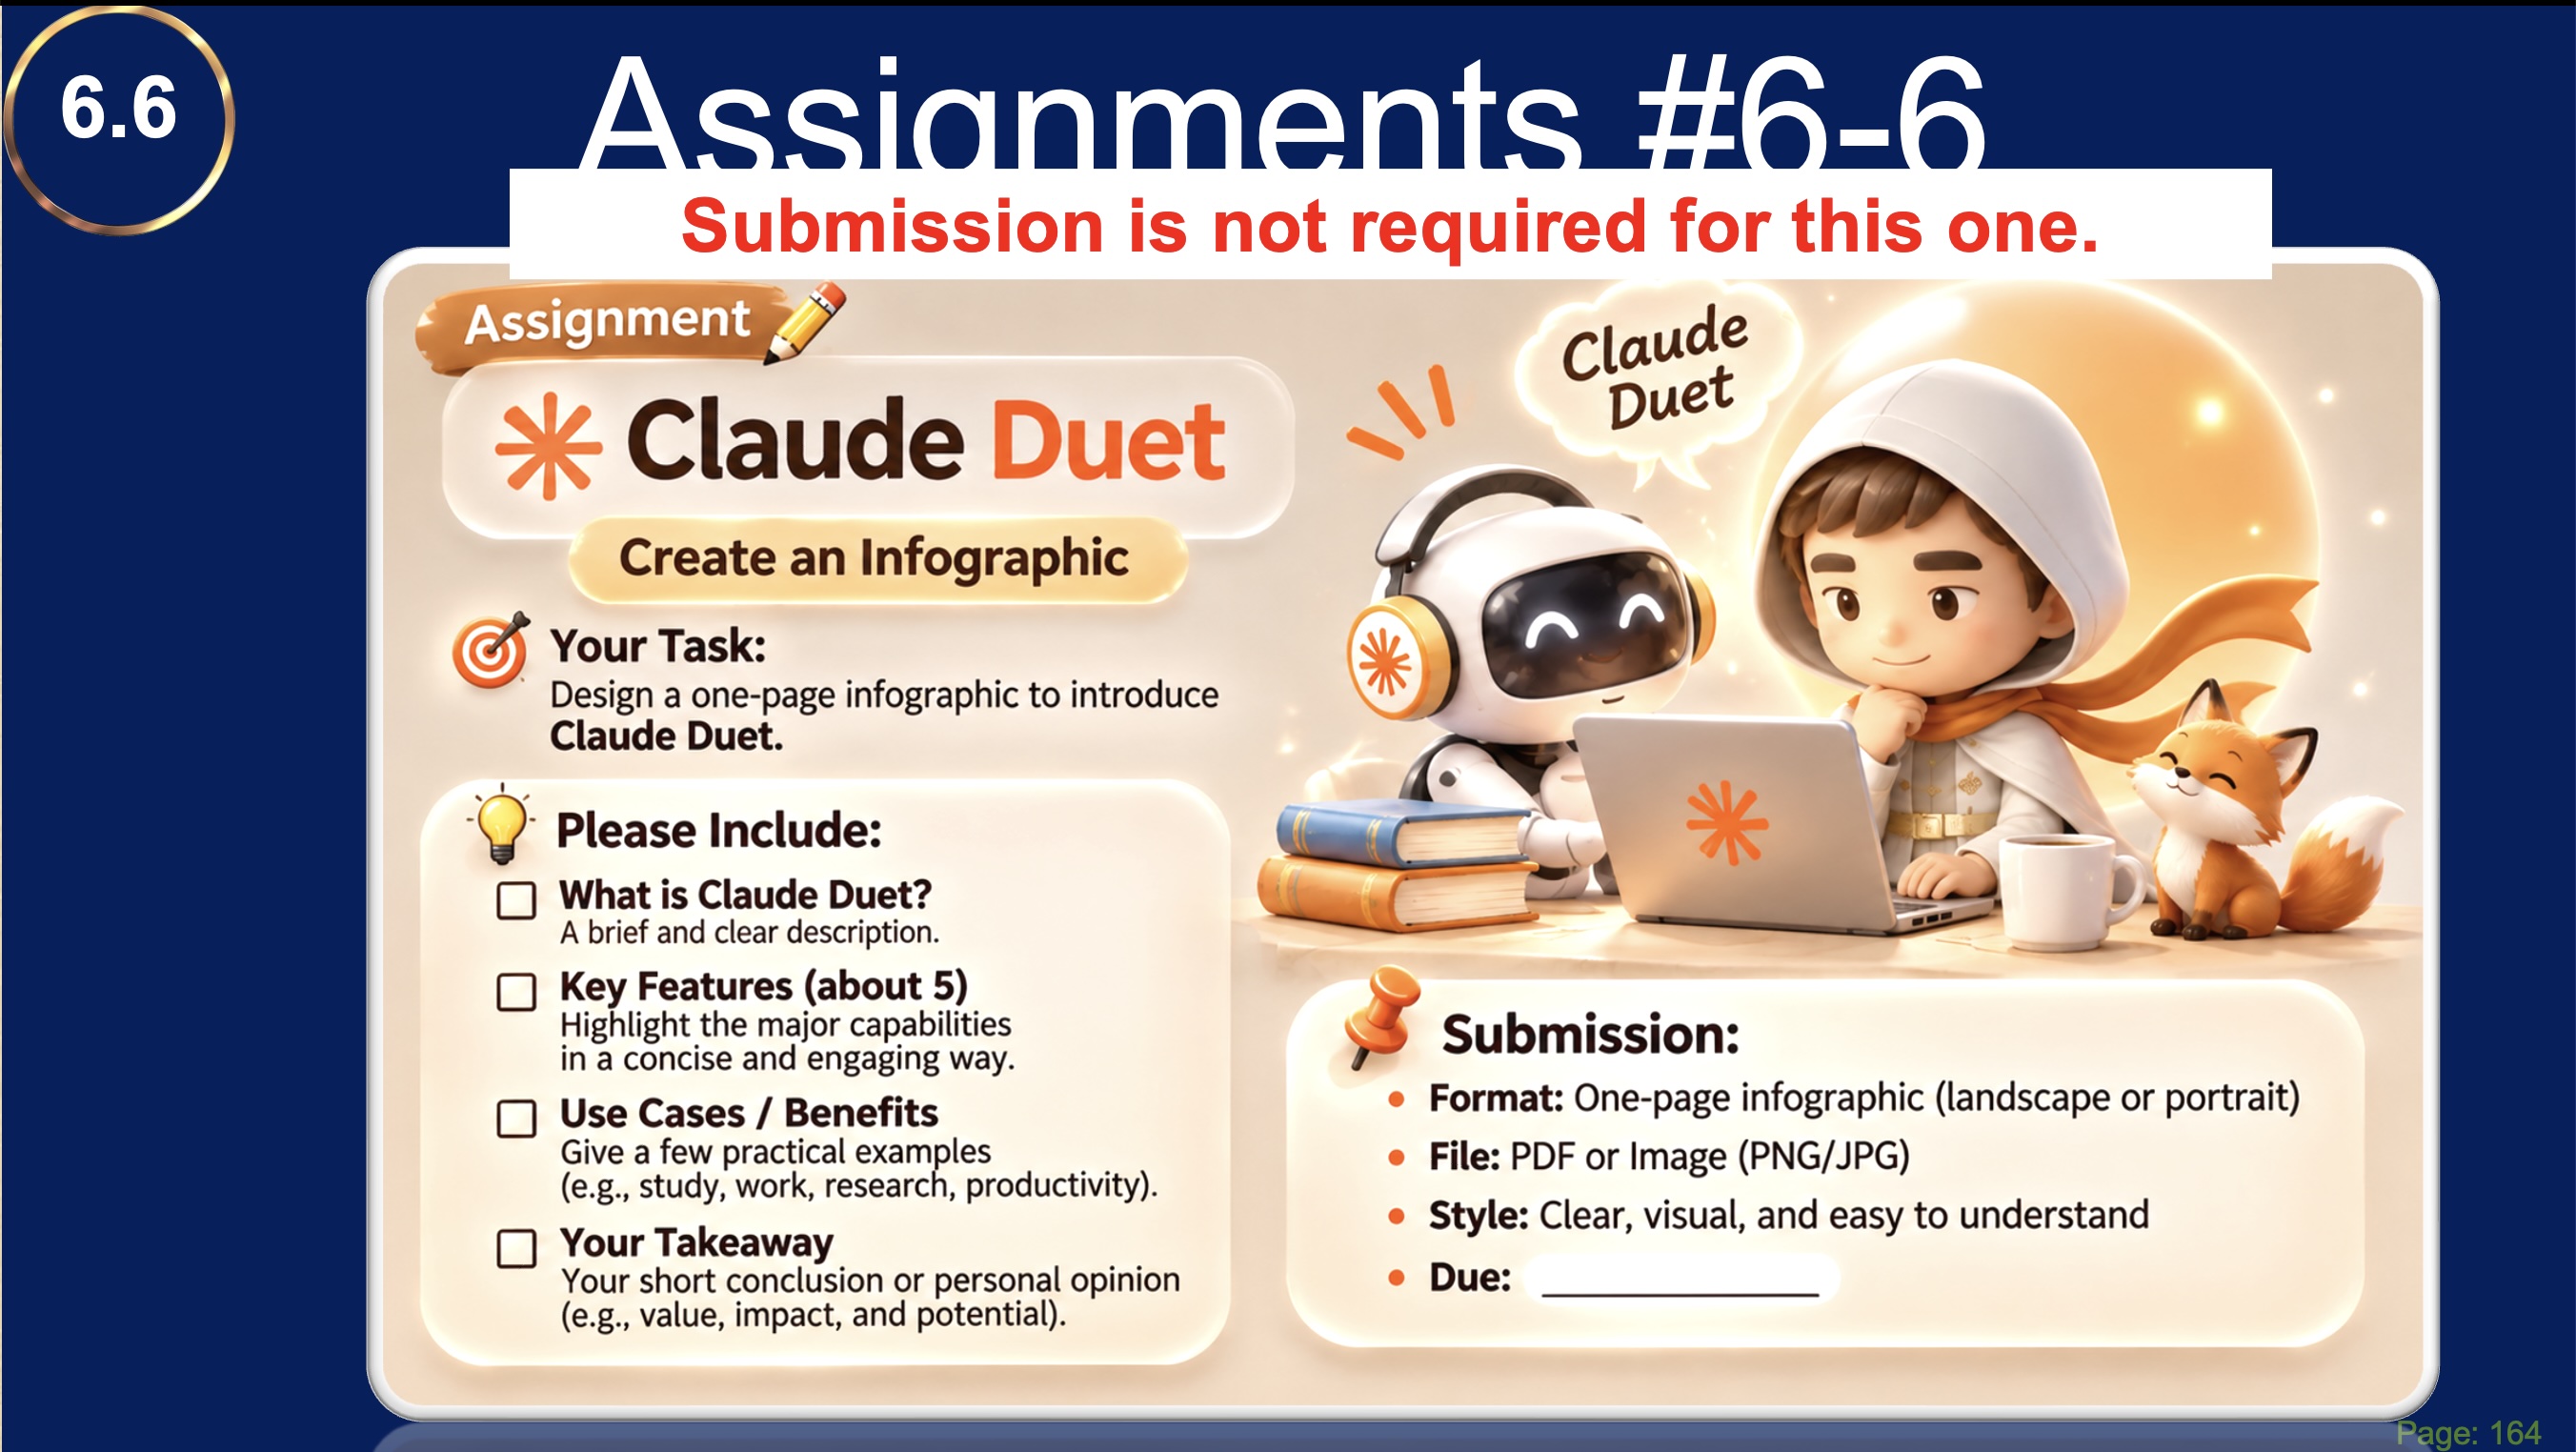 6.6
Assignments #6-6
Submission is not required for this one.
Assignment
Claude Duet
Create an Infographic
Your Task:
Design a one-page infographic to introduce
Claude Duet.
Please Include:
What is Claude Duet?
A brief and clear description.
Key Features (about 5)
Highlight the major capabilities
in a concise and engaging way.
Use Cases / Benefits
Give a few practical examples
(e.g., study, work, research, productivity).
Your Takeaway
Your short conclusion or personal opinion
(e.g., value, impact, and potential).
Claude
Duet
Submission:
Format: One-page infographic (landscape or portrait)
File: PDF or Image (PNG/JPG)
Style: Clear, visual, and easy to understand
Due:
Page: 164